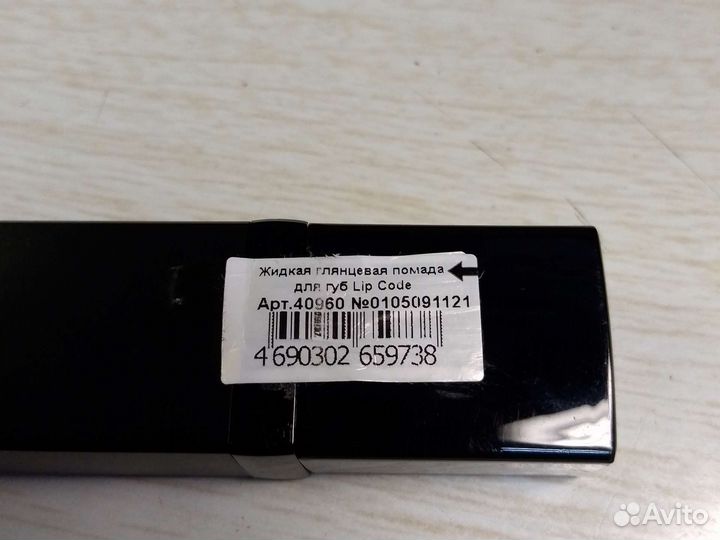 Жидкая глянцевая помада
для губ Lip Code
Арт.40960 №0105091121
4 690302 659738
Avito